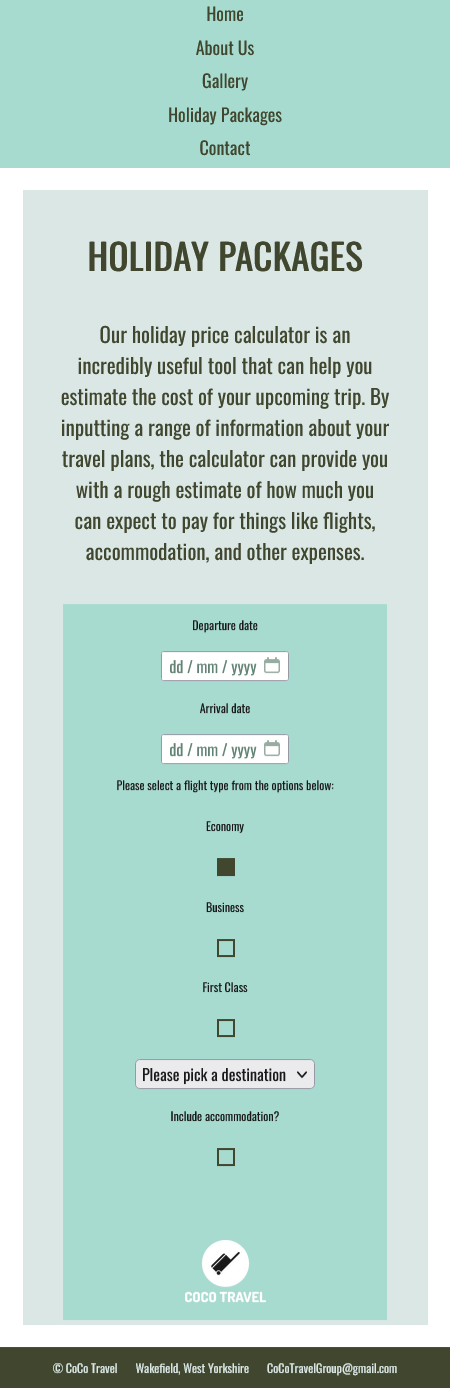 Home
About Us
Gallery
Holiday Packages
Contact
HOLIDAY PACKAGES
Our holiday price calculator is an
incredibly useful tool that can help you
estimate the cost of your upcoming trip. By
inputting a range of information about your
travel plans, the calculator can provide you
with a rough estimate of how much you
can expect to pay for things like flights,
accommodation, and other expenses.
Departure date
dd / mm / yyyy
Arrival date
dd / mm / yyyy
Please select a flight type from the options below:
Economy
Business
First Class
Please pick a destination
Include accommodation?
COCO TRAVEL
© CoCo Travel Wakefield, West Yorkshire CoCoTravelGroup@gmail.com